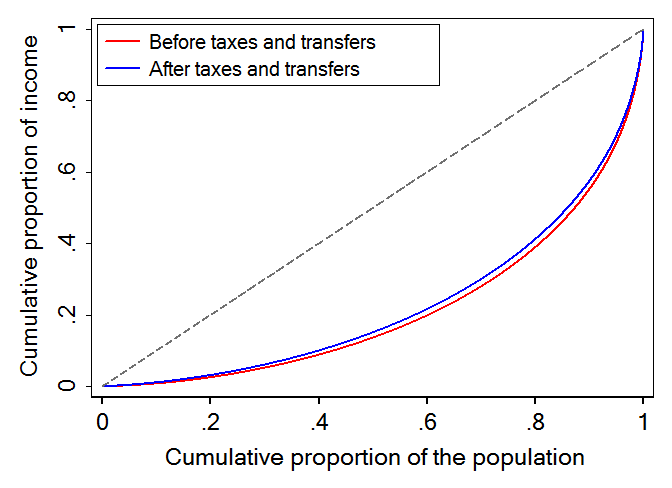 Before taxes and transfers
After taxes and transfers
Cumulative proportion of income
1
.8
.6
.4
.2
0
0 .2 .4 .6 .8 1
Cumulative proportion of the population